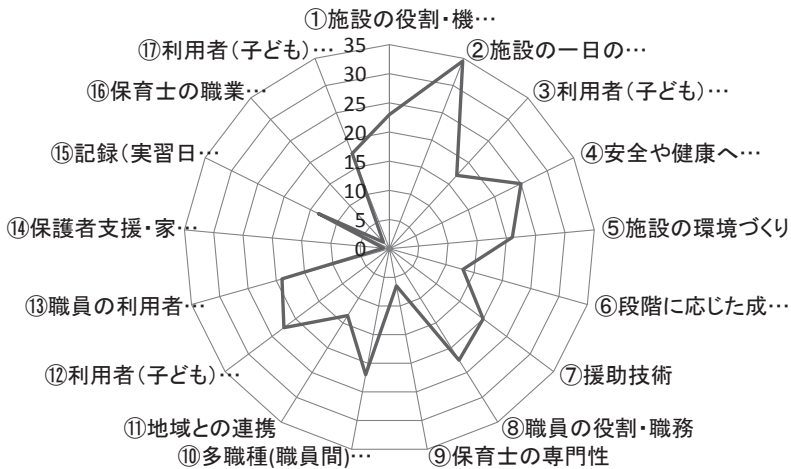 ①施設の役割・機…
②施設の一日の…
③利用者(子ども)…
④安全や健康へ…
⑤施設の環境づくり
⑥段階に応じた成…
⑦援助技術
⑧職員の役割・職務
⑨保育士の専門性
⑩多職種(職員間)…
⑪地域との連携
⑫利用者(子ども)…
⑬職員の利用者…
⑭保護者支援・家…
⑮記録(実習日…
⑯保育士の職業…
⑰利用者(子ども)…
35
30
25
20
15
10
5
0